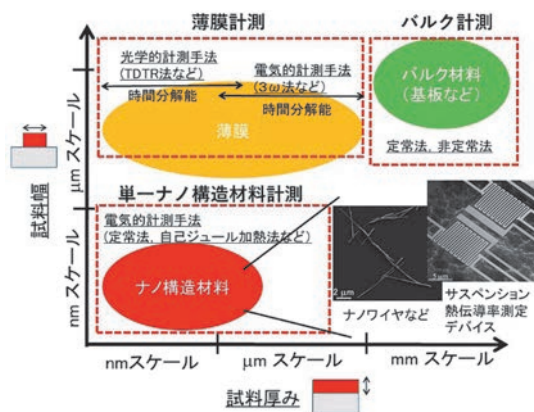 薄膜計測
バルク計測
光学的計測手法
(TDTR法など)
時間分解能
電気的計測手法
(3ω法など)
時間分解能
薄膜
バルク材料
(基板など)
定常法, 非定常法
単一ナノ構造材料計測
電気的計測手法
(定常法, 自己ジュール加熱法など)
ナノ構造材料
2 μm
ナノワイヤなど
5 μm
サスペンション
熱伝導率測定
デバイス
試料幅
μm スケール
nm スケール
nmスケール
μm スケール
mm スケール
試料厚み